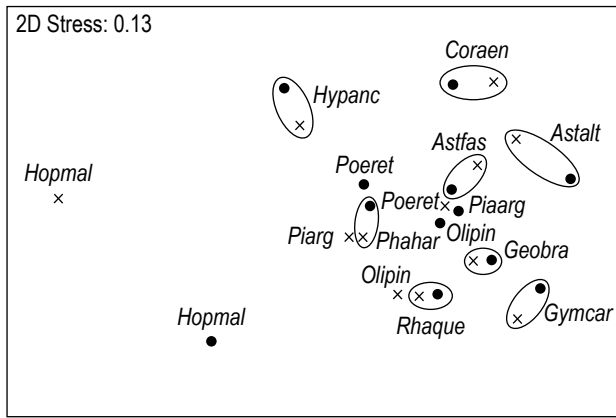 2D Stress: 0.13
Coraen
Hypanc
Astalt
Astfas
Poeret
Hopmal
Poeret
Piaarg
Piarg
Phahar
Olipin
Geobra
Olipin
Rhaque
Gymcar
Hopmal